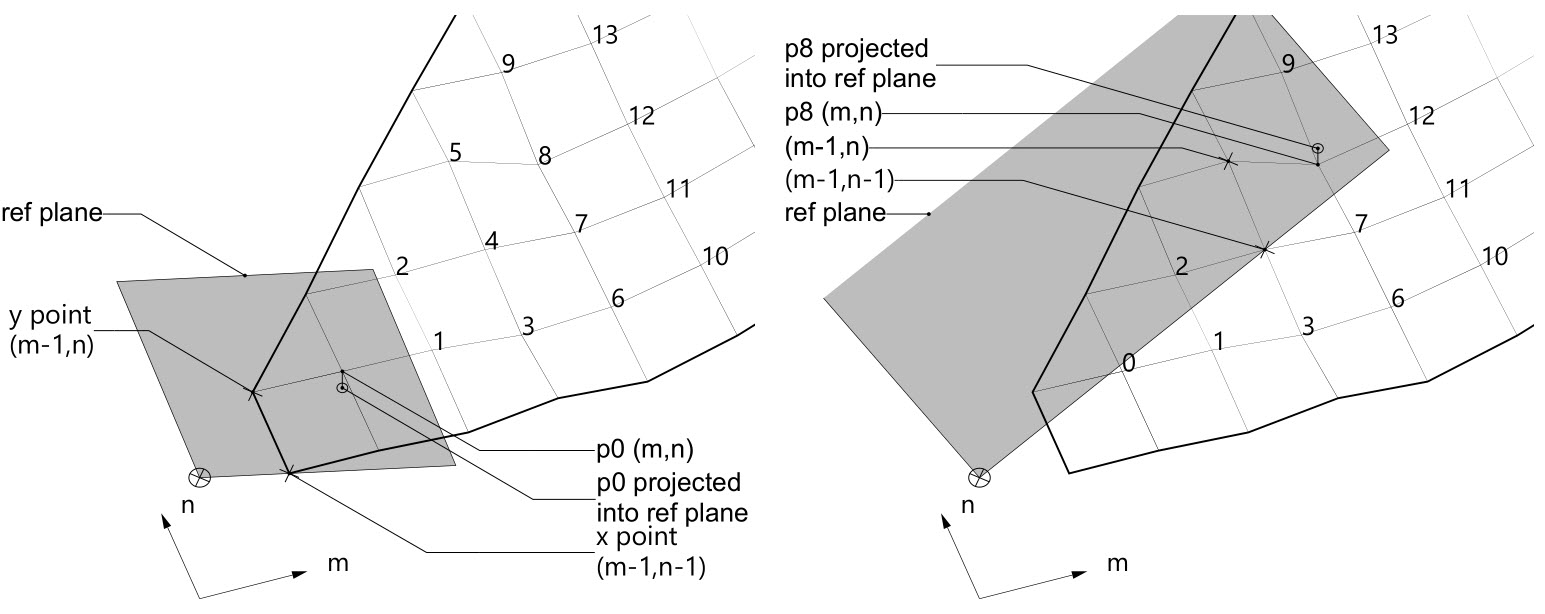 13
9
12
5
8
11
ref plane
7
4
10
2
6
y point
(m-1,n)
1
3
p0 (m,n)
p0 projected
into ref plane
x point
(m-1,n-1)
n
m
p8 projected
into ref plane
p8 (m,n)
(m-1,n)
(m-1,n-1)
ref plane
13
9
12
11
7
10
2
6
1
3
0
n
m